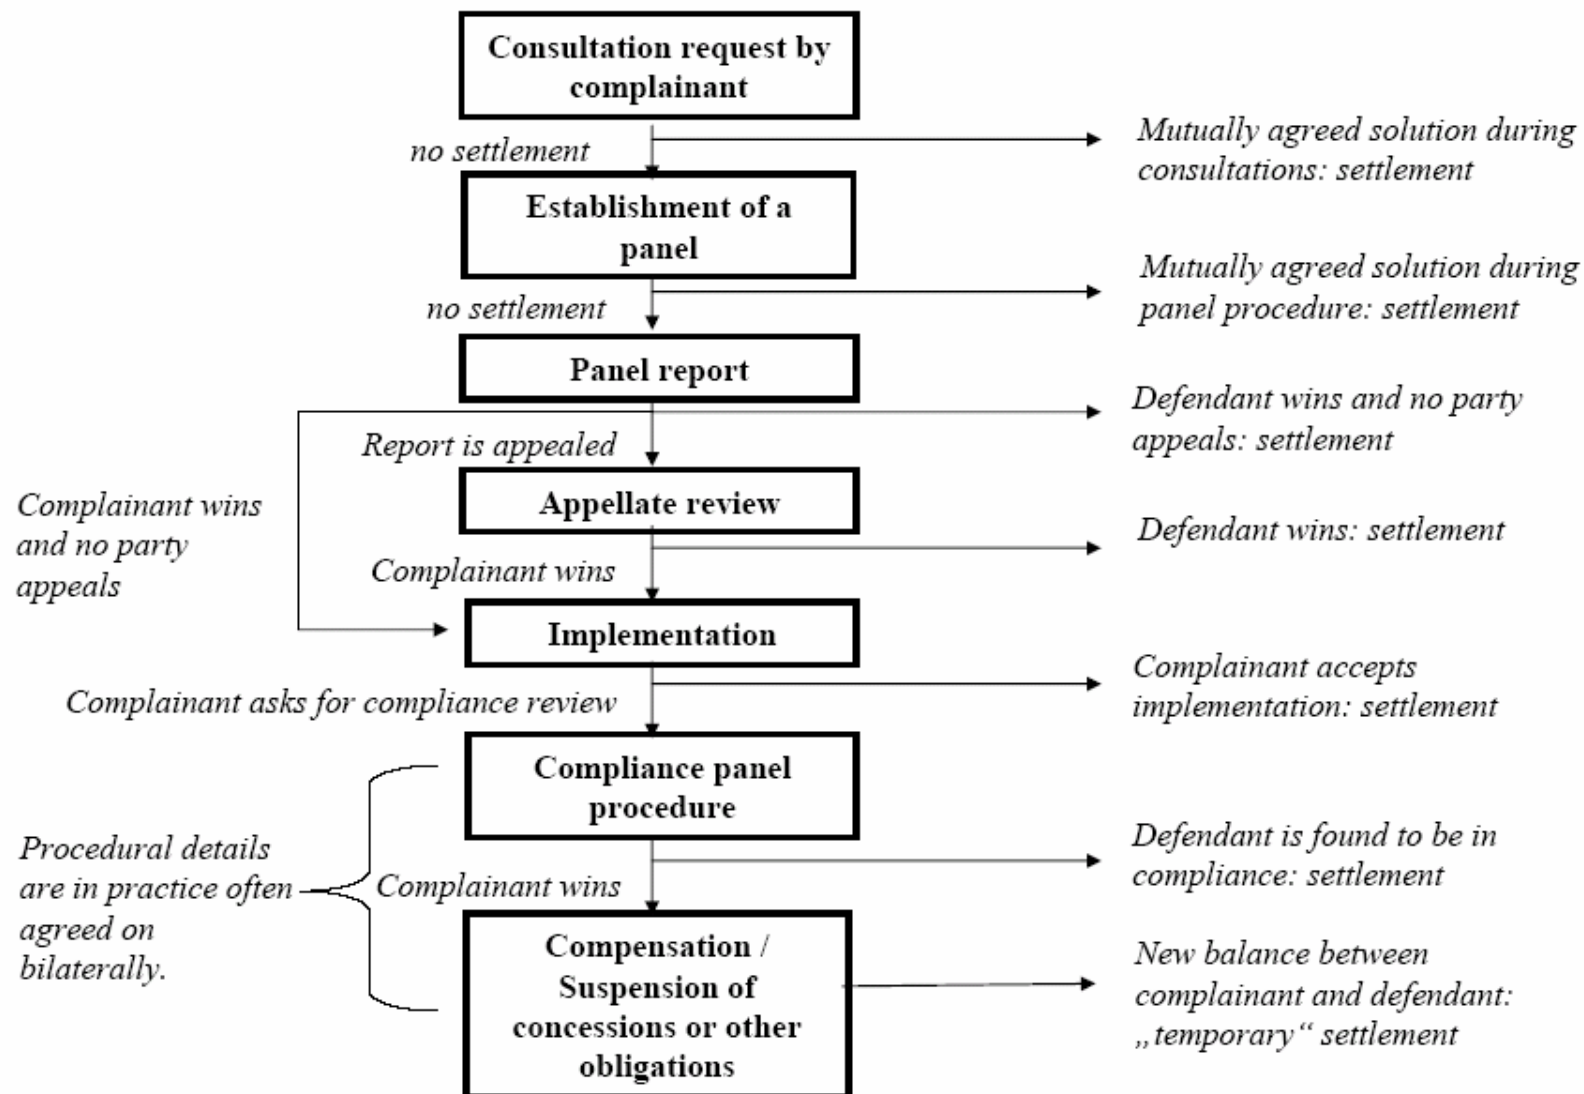 Consultation request by
complainant
no settlement
Mutually agreed solution during
consultations: settlement
Establishment of a
panel
no settlement
Mutually agreed solution during
panel procedure: settlement
Panel report
Report is appealed
Defendant wins and no party
appeals: settlement
Complainant wins
and no party
appeals
Appellate review
Defendant wins: settlement
Complainant wins
Implementation
Complainant asks for compliance review
Complainant accepts
implementation: settlement
Compliance panel
procedure
Procedural details
are in practice often
agreed on
bilaterally.
Complainant wins
Defendant is found to be in
compliance: settlement
Compensation /
Suspension of
concessions or other
obligations
New balance between
complainant and defendant:
„temporary“ settlement